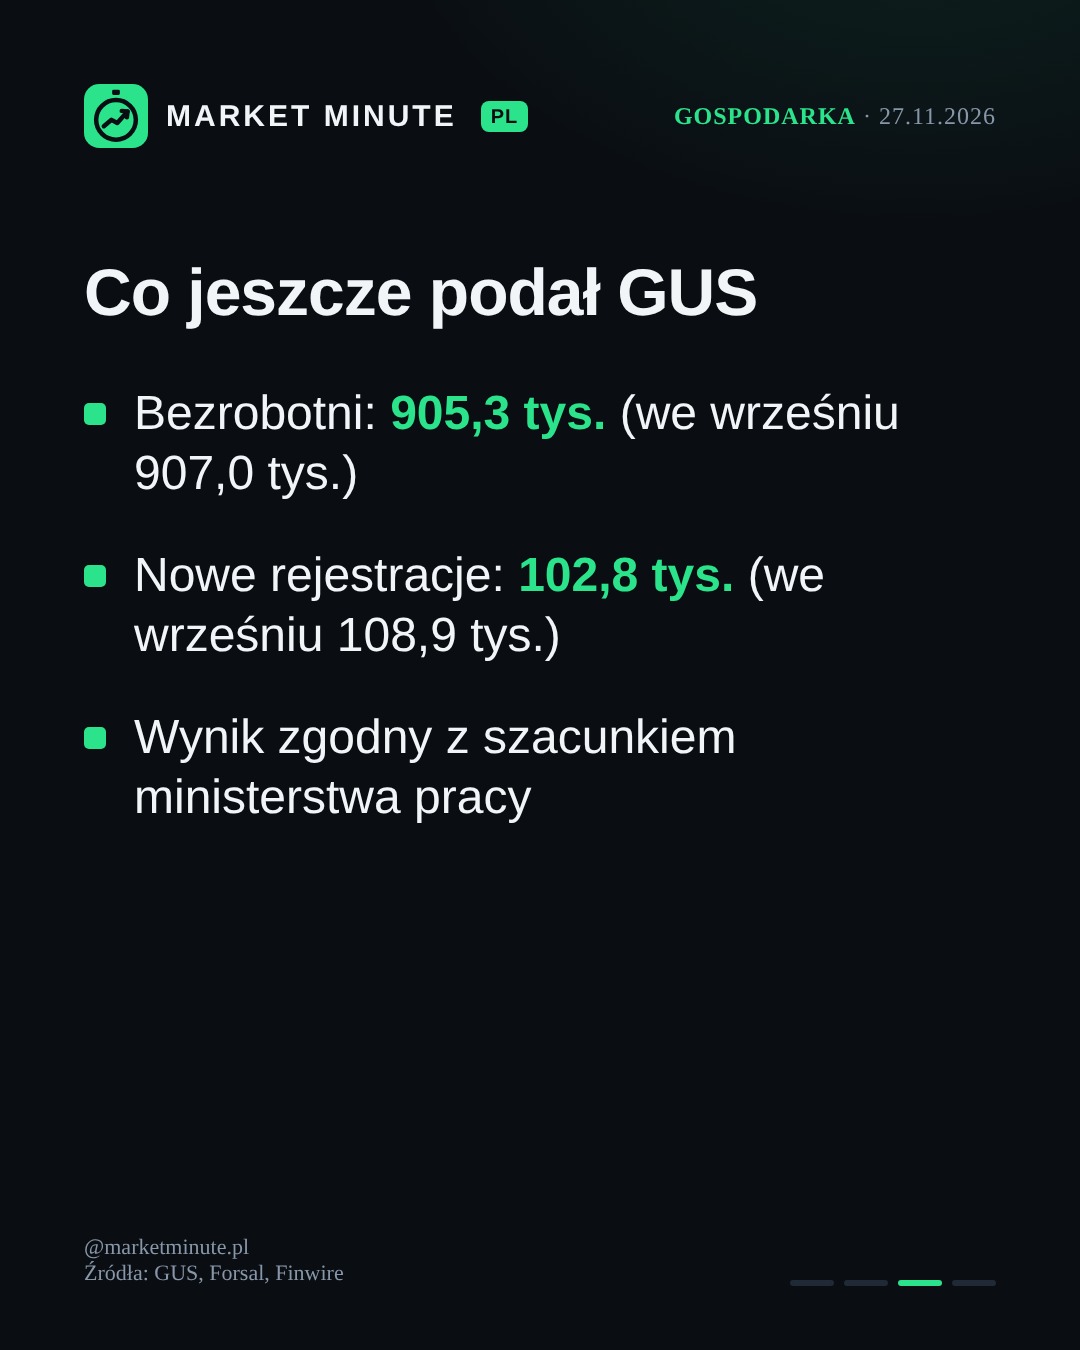 MARKET MINUTE PL
GOSPODARKA · 27.11.2026
Co jeszcze podał GUS
Bezrobotni: 905,3 tys. (we wrześniu
907,0 tys.)
Nowe rejestracje: 102,8 tys. (we
wrześniu 108,9 tys.)
Wynik zgodny z szacunkiem
ministerstwa pracy
@marketminute.pl
Źródła: GUS, Forsal, Finwire